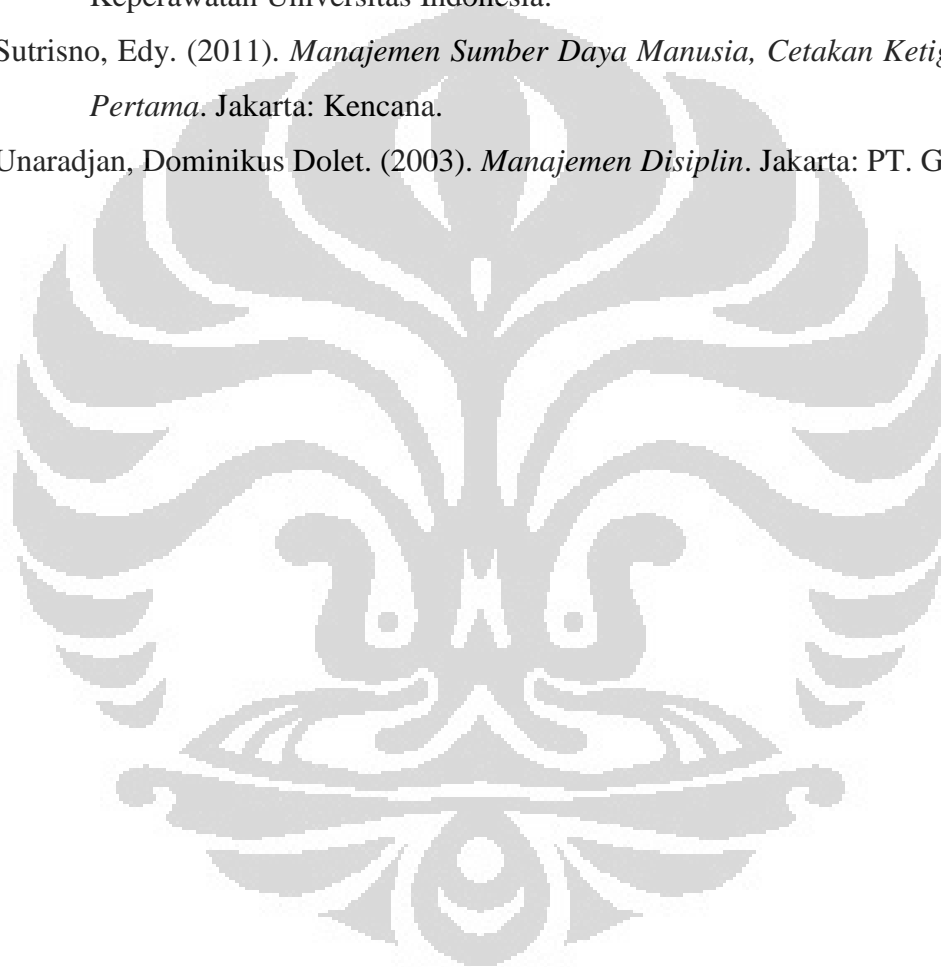 Keperawatan Universitas Indonesia.
Sutrisno, Edy. (2011). Manajemen Sumber Daya Manusia, Cetakan Ketig
Pertama. Jakarta: Kencana.
Unaradjan, Dominikus Dolet. (2003). Manajemen Disiplin. Jakarta: PT. G